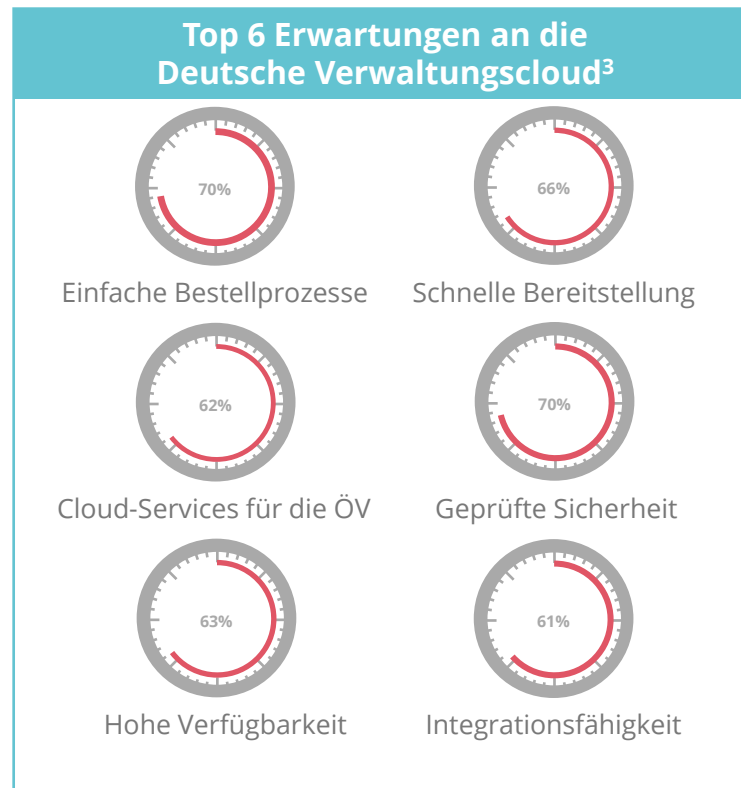 Top 6 Erwartungen an die
Deutsche Verwaltungscloud³
70%
Einfache Bestellprozesse
66%
Schnelle Bereitstellung
62%
Cloud-Services für die ÖV
70%
Geprüfte Sicherheit
63%
Hohe Verfügbarkeit
61%
Integrationsfähigkeit